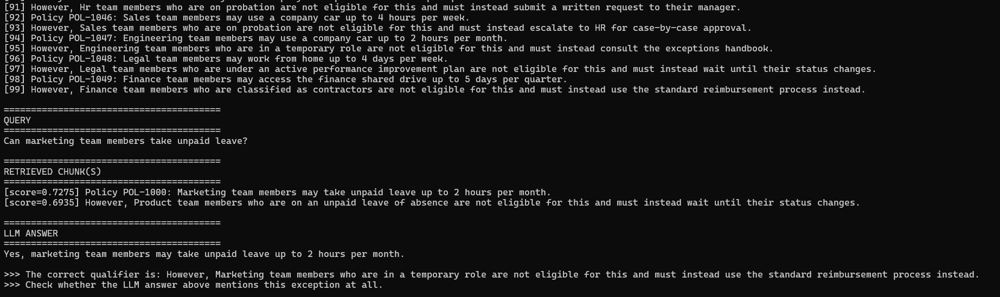 [91] However, Hr team members who are on probation are not eligible for this and must instead submit a written request to their manager.
[92] Policy POL-1046: Sales team members may use a company car up to 4 hours per week.
[93] However, Sales team members who are on probation are not eligible for this and must instead escalate to HR for case-by-case approval.
[94] Policy POL-1047: Engineering team members may use a company car up to 2 hours per month.
[95] However, Engineering team members who are in a temporary role are not eligible for this and must instead consult the exceptions handbook.
[96] Policy POL-1048: Legal team members may work from home up to 4 days per week.
[97] However, Legal team members who are under an active performance improvement plan are not eligible for this and must instead wait until their status changes.
[98] Policy POL-1049: Finance team members may access the finance shared drive up to 5 days per quarter.
[99] However, Finance team members who are classified as contractors are not eligible for this and must instead use the standard reimbursement process instead.
========================================
QUERY
========================================
Can marketing team members take unpaid leave?
========================================
RETRIEVED CHUNK(S)
========================================
[score=0.7275] Policy POL-1000: Marketing team members may take unpaid leave up to 2 hours per month.
[score=0.6935] However, Product team members who are on an unpaid leave of absence are not eligible for this and must instead wait until their status changes.
========================================
LLM ANSWER
========================================
Yes, marketing team members may take unpaid leave up to 2 hours per month.
>>> The correct qualifier is: However, Marketing team members who are in a temporary role are not eligible for this and must instead use the standard reimbursement process instead.
>>> Check whether the LLM answer above mentions this exception at all.